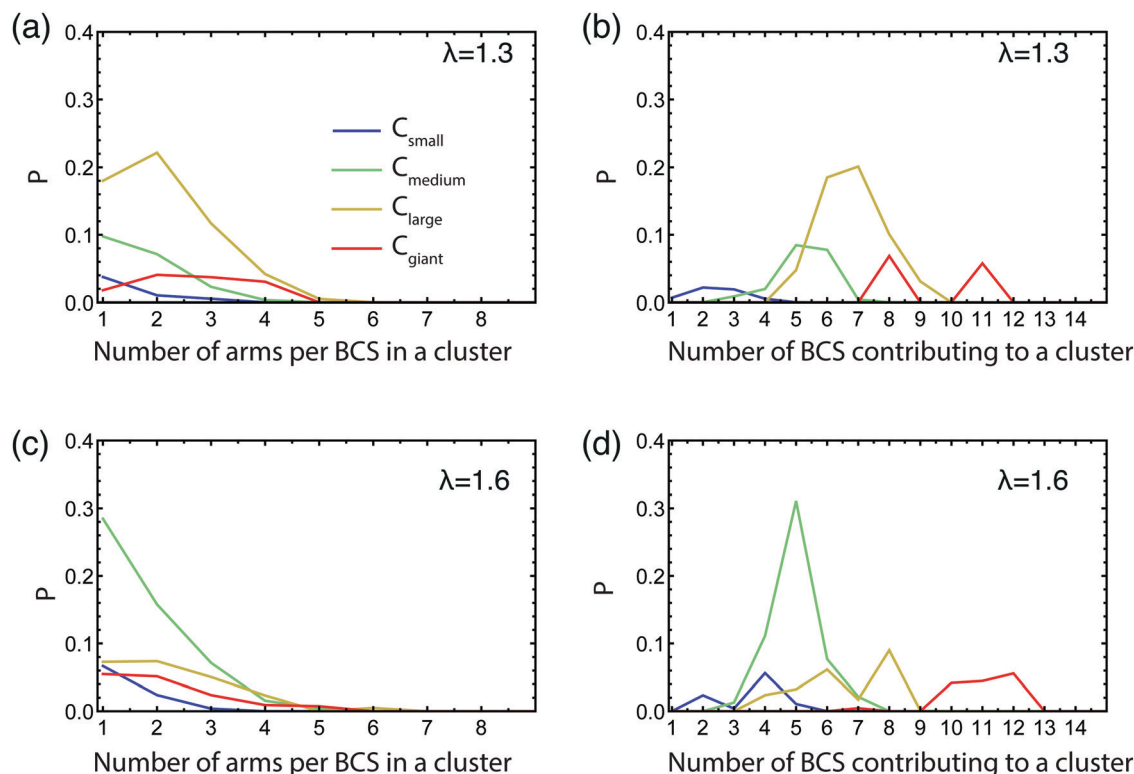 (a)
0.4
0.3
0.2
0.1
0.0
P
λ=1.3
C small
C medium
C large
C giant
1 2 3 4 5 6 7 8
Number of arms per BCS in a cluster
(b)
0.4
0.3
0.2
0.1
0.0
P
λ=1.3
1 2 3 4 5 6 7 8 9 10 11 12 13 14
Number of BCS contributing to a cluster
(c)
0.4
0.3
0.2
0.1
0.0
P
λ=1.6
1 2 3 4 5 6 7 8
Number of arms per BCS in a cluster
(d)
0.4
0.3
0.2
0.1
0.0
P
λ=1.6
1 2 3 4 5 6 7 8 9 10 11 12 13 14
Number of BCS contributing to a cluster